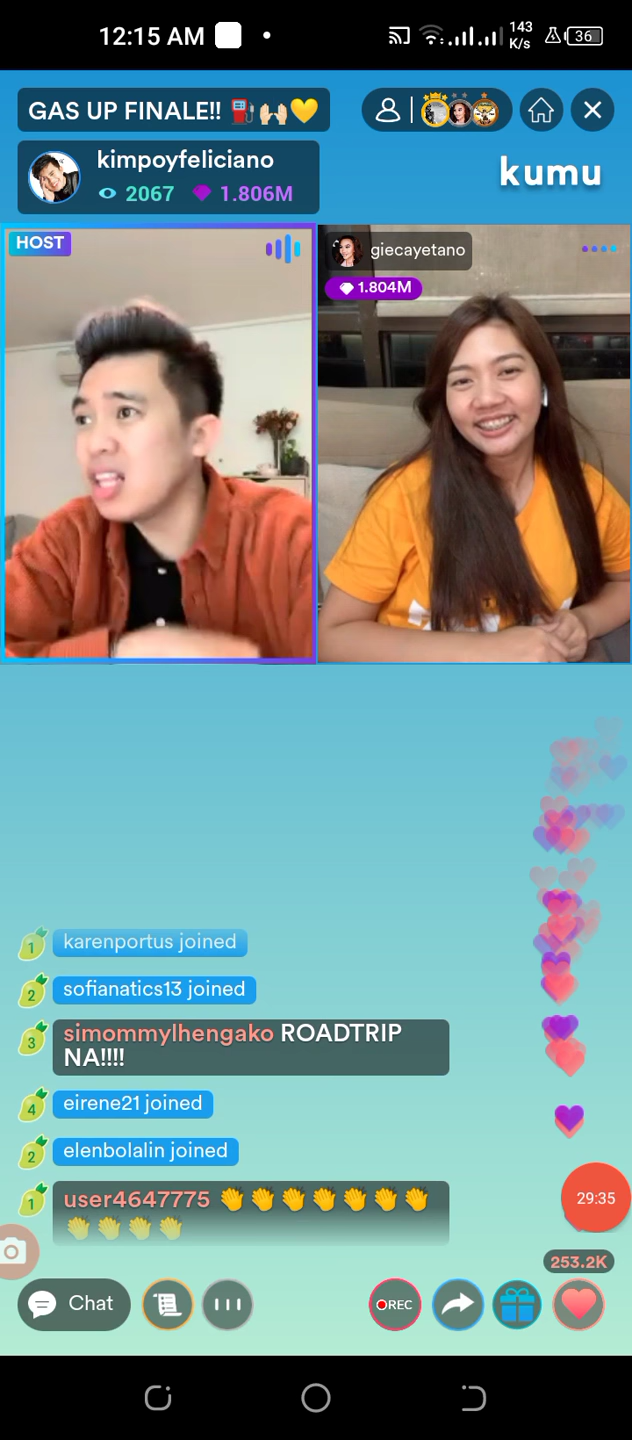 12:15 AM
143
K/s
36
GAS UP FINALE!! ⛽🙌🏻💛
kimpoyfeliciano
2067 1.806M
kumu
HOST
giecayetano
1.804M
1 karenportus joined
2 sofianatics13 joined
3 simommylhengako ROADTRIP
NA!!!!
4 eirene21 joined
2 elenbolalin joined
1 user4647775 👏👏👏👏👏👏👏
👏👏👏👏
29:35
253.2K
Chat
REC